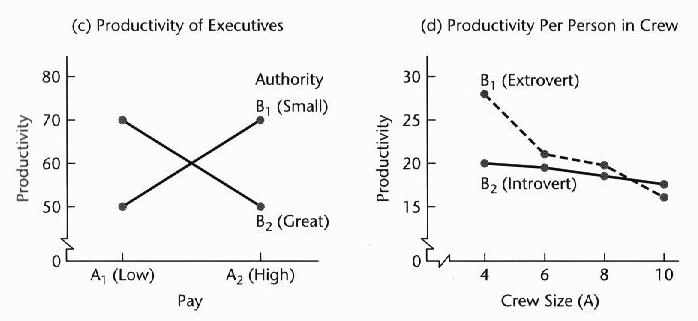 (c) Productivity of Executives
80
70
60
50
0
Productivity
Authority
B₁ (Small)
B₂ (Great)
A₁ (Low)
A₂ (High)
Pay
(d) Productivity Per Person in Crew
30
25
20
15
0
Productivity
B₁ (Extrovert)
B₂ (Introvert)
4 6 8 10
Crew Size (A)